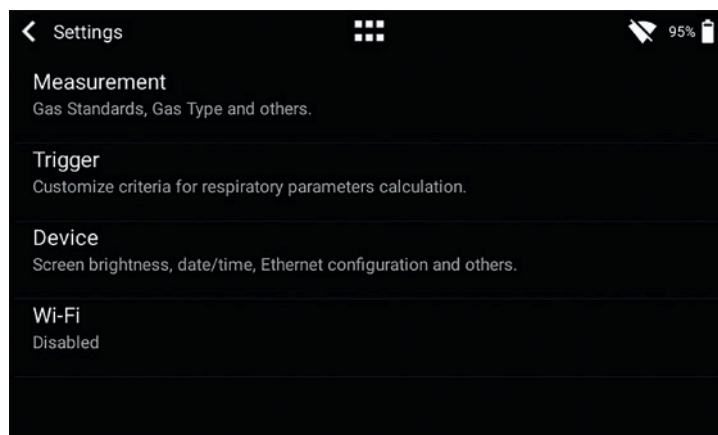 Settings
95%
Measurement
Gas Standards, Gas Type and others.
Trigger
Customize criteria for respiratory parameters calculation.
Device
Screen brightness, date/time, Ethernet configuration and others.
Wi-Fi
Disabled